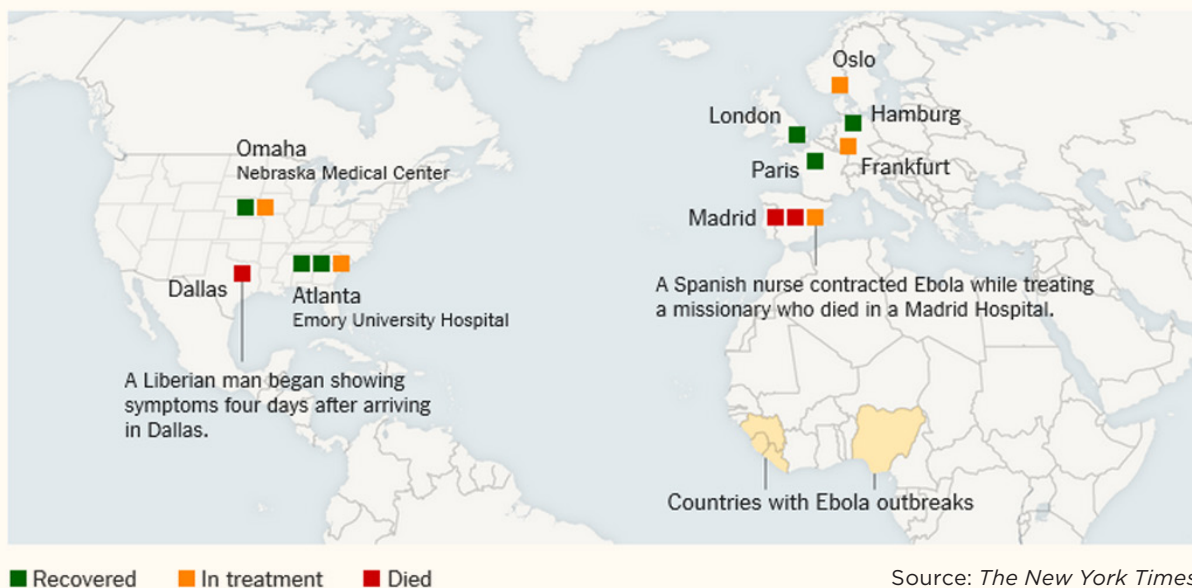 Oslo
London
Hamburg
Paris
Frankfurt
Omaha
Nebraska Medical Center
Madrid
Dallas
Atlanta
Emory University Hospital
A Spanish nurse contracted Ebola while treating
a missionary who died in a Madrid Hospital.
A Liberian man began showing
symptoms four days after arriving
in Dallas.
Countries with Ebola outbreaks
Recovered
In treatment
Died
Source: The New York Times